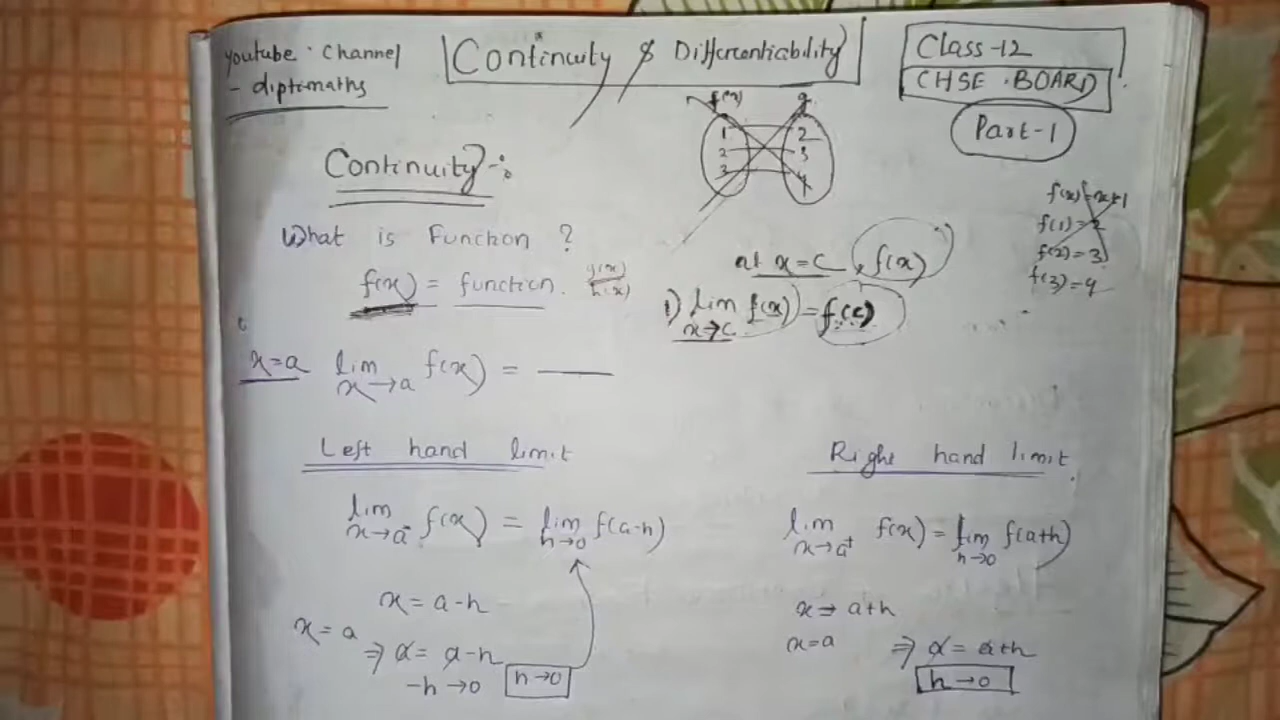 youtube channel
- diptimaths
Continuity & Differentiability
Class-12
CHSE . BOARD
Part-1
f(x) g
1 2
2 3
3 4
Continuity :-
f(x) = x+1
f(1) = 2
f(2) = 3
f(3) = 4
What is Function ?
f(x) = function. g(x)/h(x)
at x=c , f(x)
1) lim x→c f(x) = f(c)
x=a lim x→a f(x) = ___
Left hand limit
Right hand limit.
lim x→a⁻ f(x) = lim h→0 f(a-h)
lim x→a⁺ f(x) = lim h→0 f(a+h)
x = a-h
x = a
⇒ a = a-h
-h →0 h→0
x = a+h
x=a ⇒ a = a+h
h→0